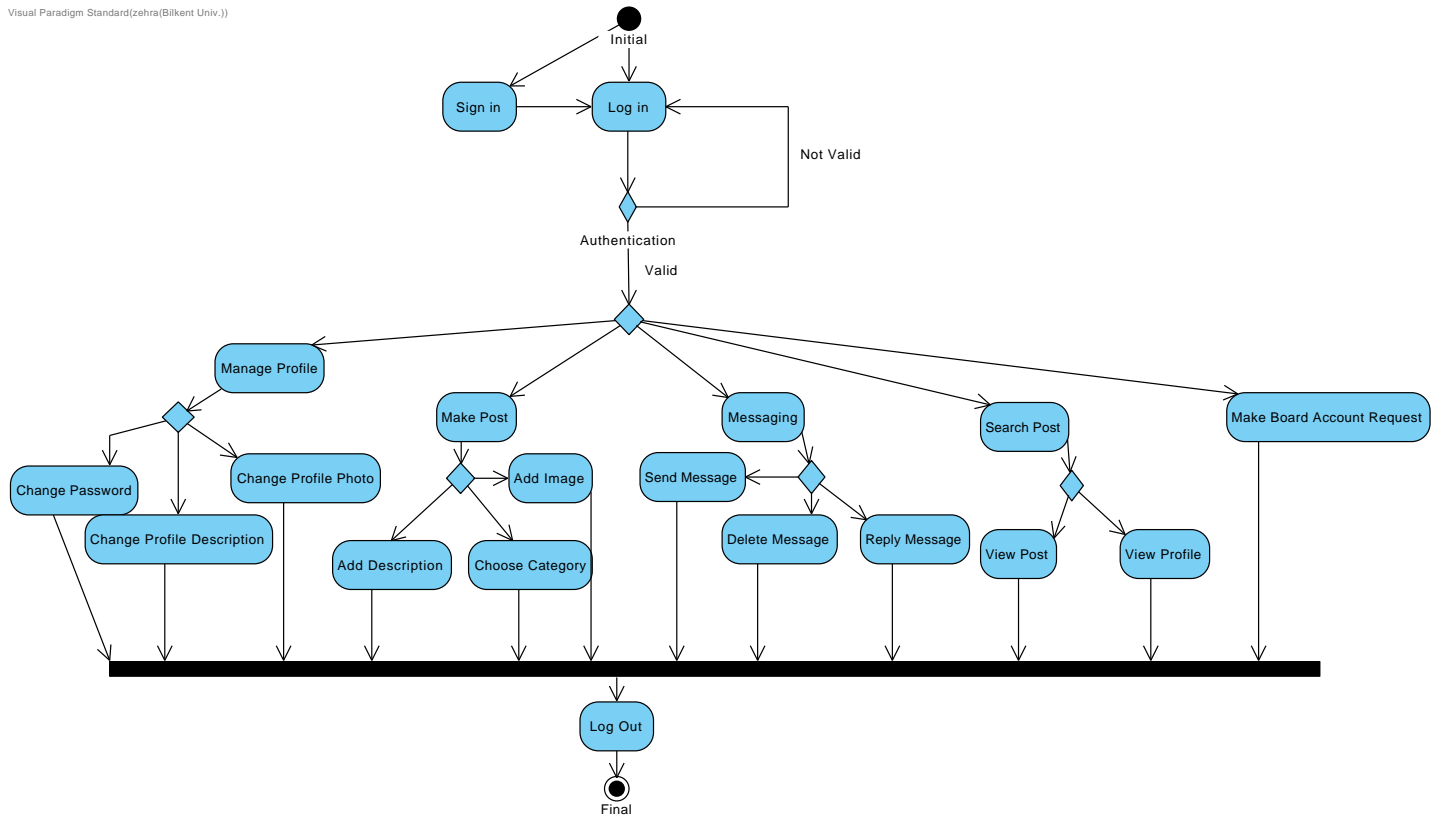 Visual Paradigm Standard(zehra(Bilkent Univ.))
Initial
Sign in
Log in
Not Valid
Authentication
Valid
Manage Profile
Make Post
Messaging
Search Post
Make Board Account Request
Change Password
Change Profile Photo
Change Profile Description
Add Image
Add Description
Choose Category
Send Message
Delete Message
Reply Message
View Post
View Profile
Log Out
Final